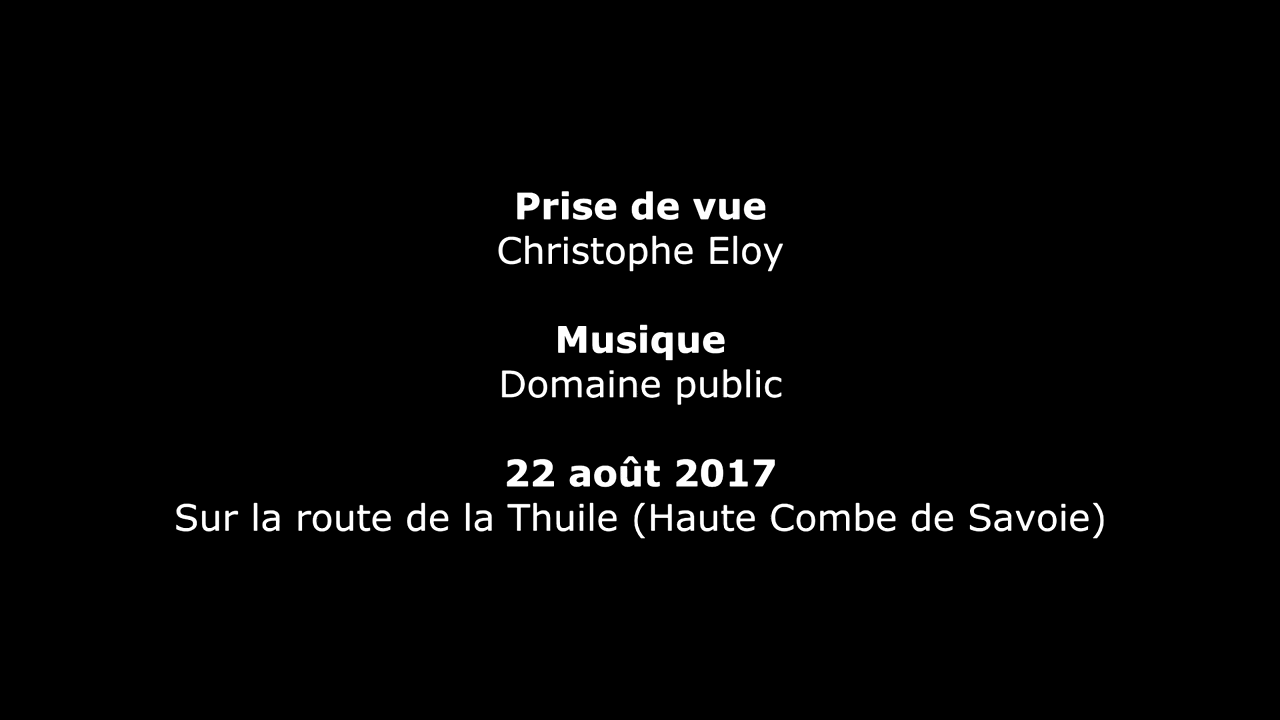 Prise de vue
Christophe Eloy
Musique
Domaine public
22 août 2017
Sur la route de la Thuile (Haute Combe de Savoie)